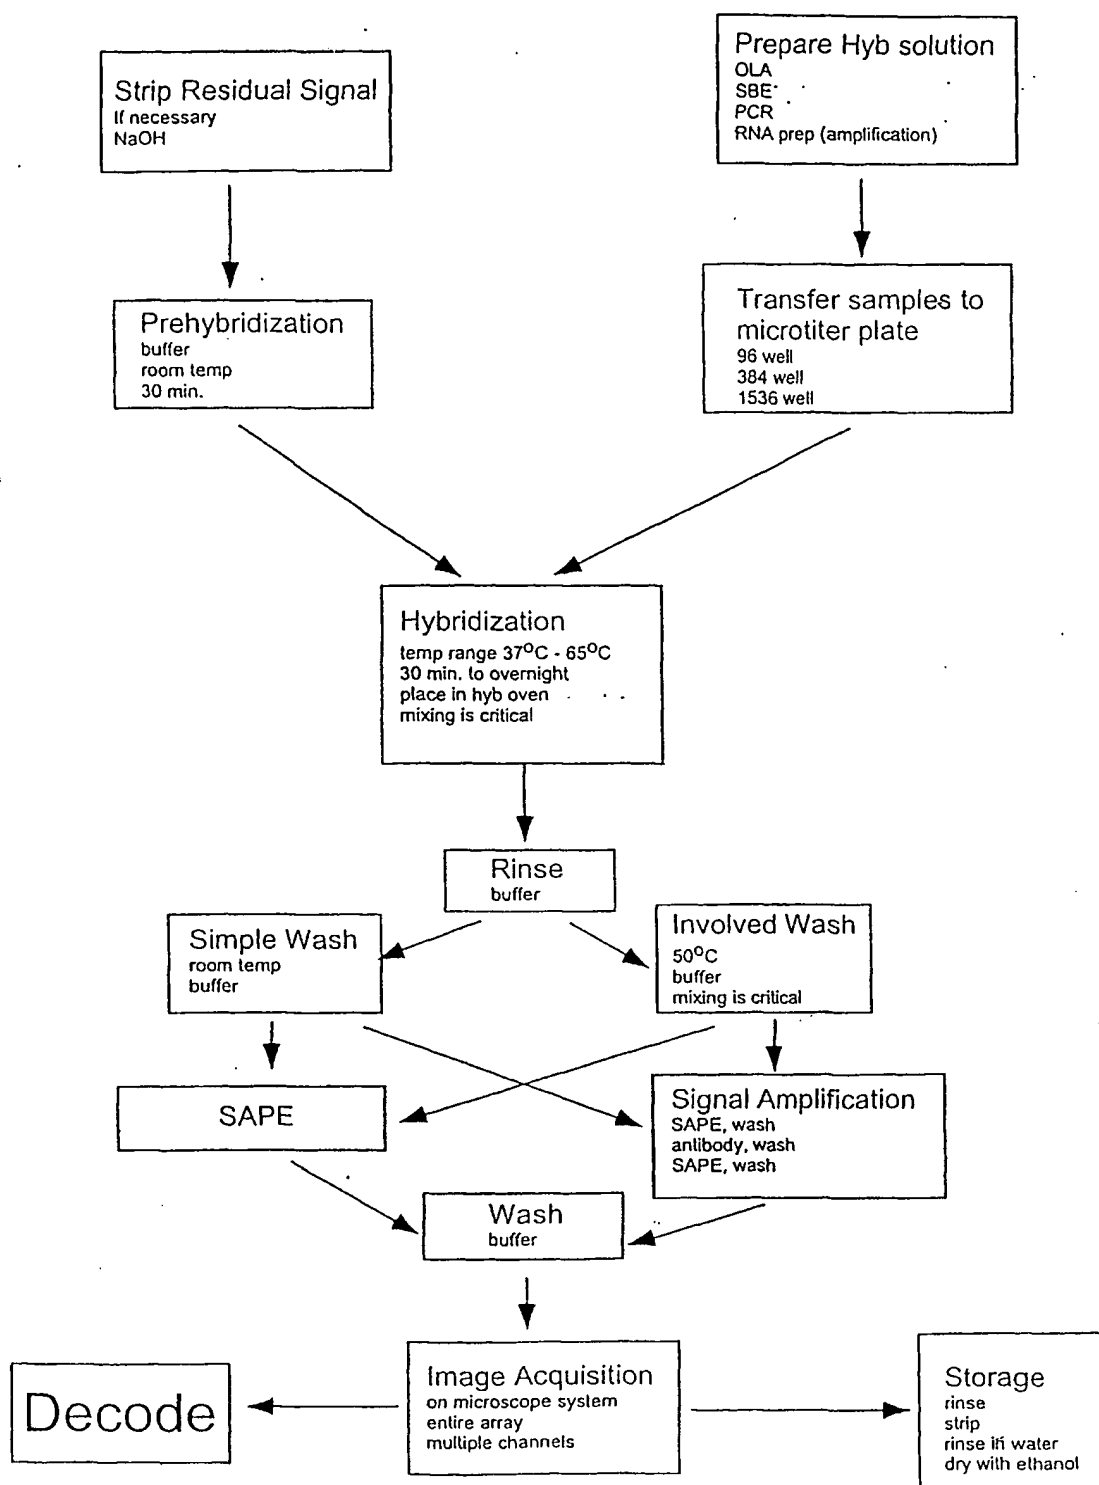 Strip Residual Signal
If necessary
NaOH
Prepare Hyb solution
OLA
SBE
PCR
RNA prep (amplification)
Prehybridization
buffer
room temp
30 min.
Transfer samples to
microtiter plate
96 well
384 well
1536 well
Hybridization
temp range 37°C - 65°C
30 min. to overnight
place in hyb oven
mixing is critical
Rinse
buffer
Simple Wash
room temp
buffer
Involved Wash
50°C
buffer
mixing is critical
SAPE
Signal Amplification
SAPE, wash
antibody, wash
SAPE, wash
Wash
buffer
Decode
Image Acquisition
on microscope system
entire array
multiple channels
Storage
rinse
strip
rinse in water
dry with ethanol